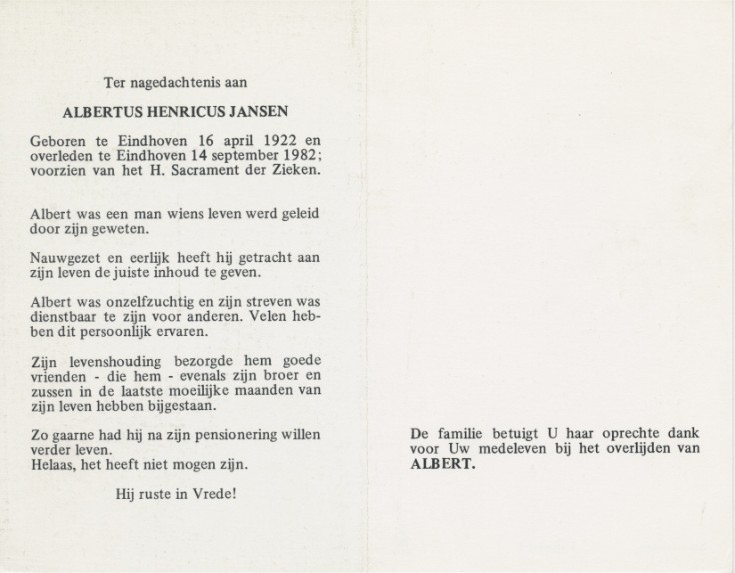 Ter nagedachtenis aan
ALBERTUS HENRICUS JANSEN
Geboren te Eindhoven 16 april 1922 en
overleden te Eindhoven 14 september 1982;
voorzien van het H. Sacrament der Zieken.
Albert was een man wiens leven werd geleid
door zijn geweten.
Nauwgezet en eerlijk heeft hij getracht aan
zijn leven de juiste inhoud te geven.
Albert was onzelfzuchtig en zijn streven was
dienstbaar te zijn voor anderen. Velen heb-
ben dit persoonlijk ervaren.
Zijn levenshouding bezorgde hem goede
vrienden - die hem - evenals zijn broer en
zussen in de laatste moeilijke maanden van
zijn leven hebben bijgestaan.
Zo gaarne had hij na zijn pensionering willen
verder leven.
Helaas, het heeft niet mogen zijn.
Hij ruste in Vrede!
De familie betuigt U haar oprechte dank
voor Uw medeleven bij het overlijden van
ALBERT.